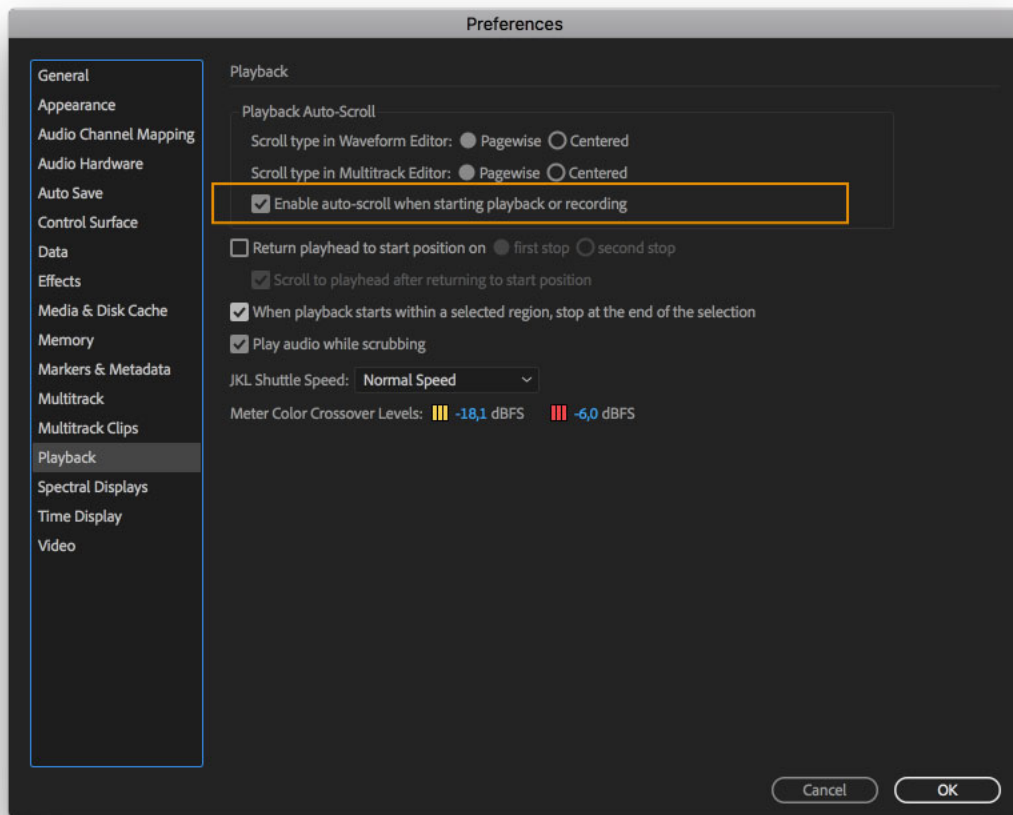 Preferences
General
Appearance
Audio Channel Mapping
Audio Hardware
Auto Save
Control Surface
Data
Effects
Media & Disk Cache
Memory
Markers & Metadata
Multitrack
Multitrack Clips
Playback
Spectral Displays
Time Display
Video
Playback
Playback Auto-Scroll
Scroll type in Waveform Editor: Pagewise Centered
Scroll type in Multitrack Editor: Pagewise Centered
Enable auto-scroll when starting playback or recording
Return playhead to start position on first stop second stop
Scroll to playhead after returning to start position
When playback starts within a selected region, stop at the end of the selection
Play audio while scrubbing
JKL Shuttle Speed: Normal Speed
Meter Color Crossover Levels: -18,1 dBFS -6,0 dBFS
Cancel OK